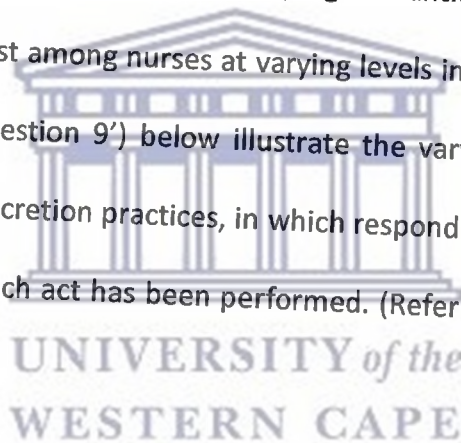 st among nurses at varying levels in
estion 9') below illustrate the var
cretion practices, in which respond
ch act has been performed. (Refer
UNIVERSITY of the
WESTERN CAPE